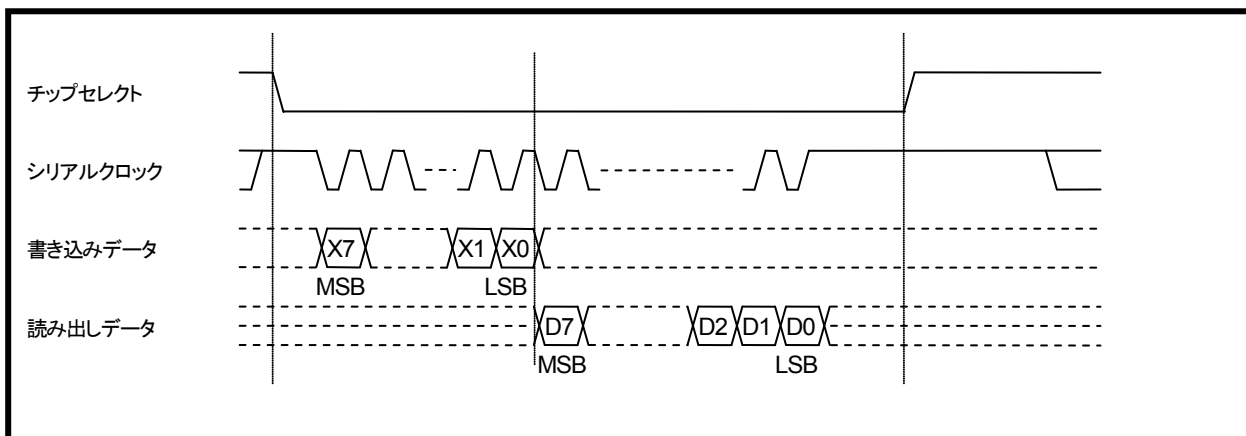 チップセレクト
シリアルクロック
書き込みデータ
X7 X1 X0
MSB LSB
読み出しデータ
D7 D2 D1 D0
MSB LSB